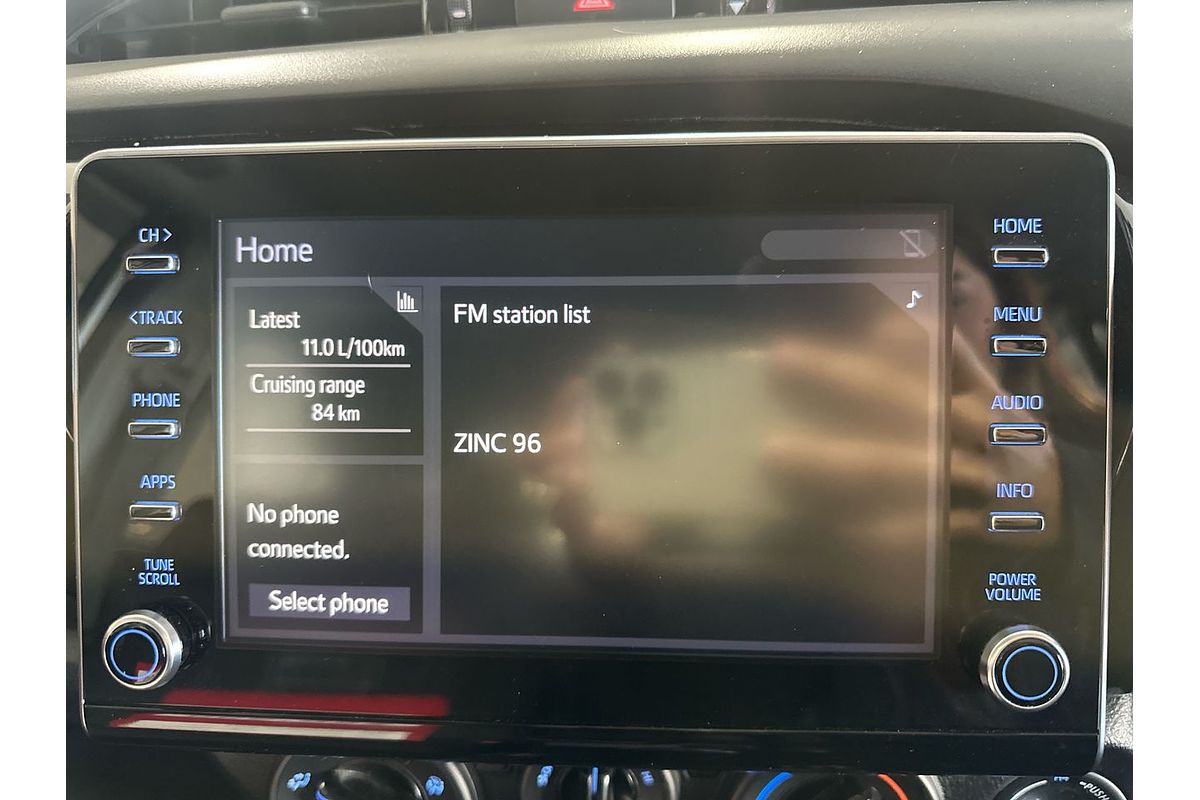 CH >
<TRACK
PHONE
APPS
TUNE
SCROLL
Home
Latest
11.0 L/100km
Cruising range
84 km
No phone
connected.
Select phone
FM station list
ZINC 96
HOME
MENU
AUDIO
INFO
POWER
VOLUME
PUSH